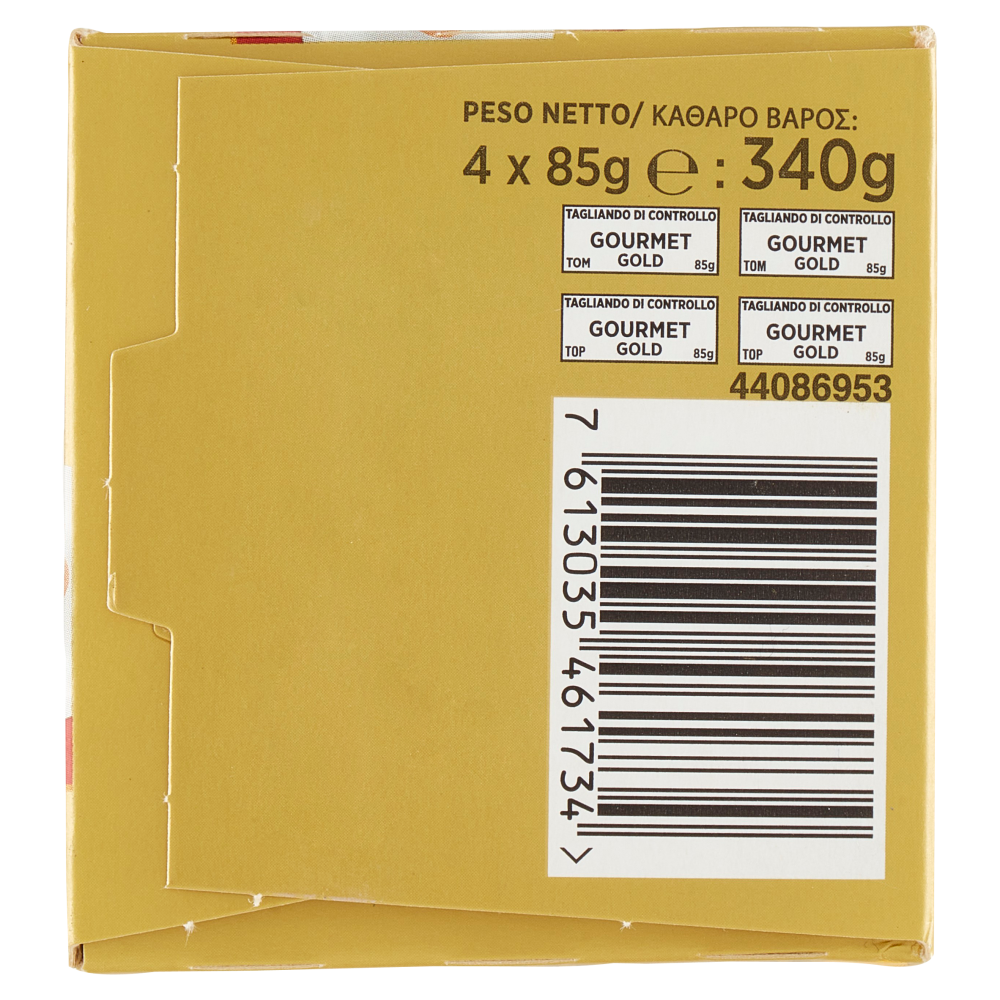 PESO NETTO/ ΚΑΘΑΡΟ ΒΑΡΟΣ:
4 x 85g ℮ : 340g
TAGLIANDO DI CONTROLLO
GOURMET
GOLD
TOM 85g
TAGLIANDO DI CONTROLLO
GOURMET
GOLD
TOM 85g
TAGLIANDO DI CONTROLLO
GOURMET
GOLD
TOP 85g
TAGLIANDO DI CONTROLLO
GOURMET
GOLD
TOP 85g
44086953
7 613035 461734 >